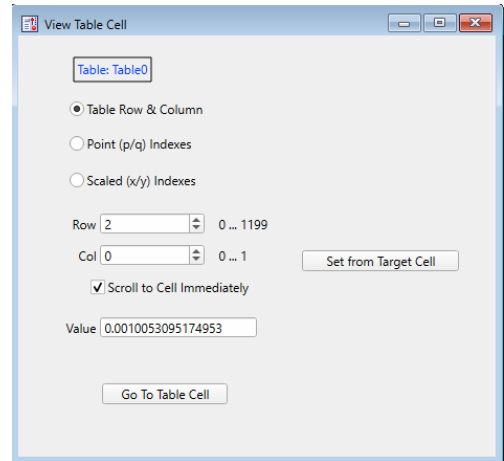 View Table Cell
Table: Table0
Table Row & Column
Point (p/q) Indexes
Scaled (x/y) Indexes
Row 2 0 ... 1199
Col 0 0 ... 1
Set from Target Cell
Scroll to Cell Immediately
Value 0.0010053095174953
Go To Table Cell